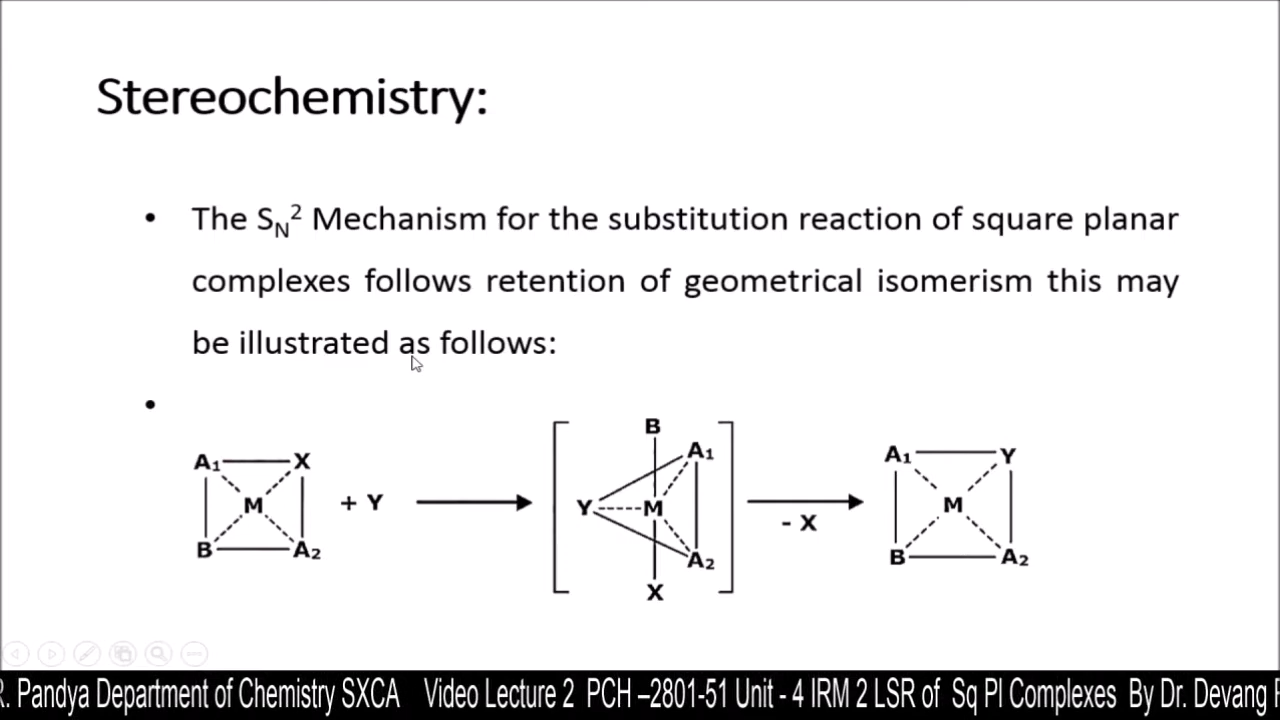 Stereochemistry:
• The S_N^2 Mechanism for the substitution reaction of square planar
complexes follows retention of geometrical isomerism this may
be illustrated as follows:
•
A₁ X
M
B A₂
+ Y
B
A₁
Y M
A₂
X
- X
A₁ Y
M
B A₂
R. Pandya Department of Chemistry SXCA Video Lecture 2 PCH –2801-51 Unit - 4 IRM 2 LSR of Sq Pl Complexes By Dr. Devang